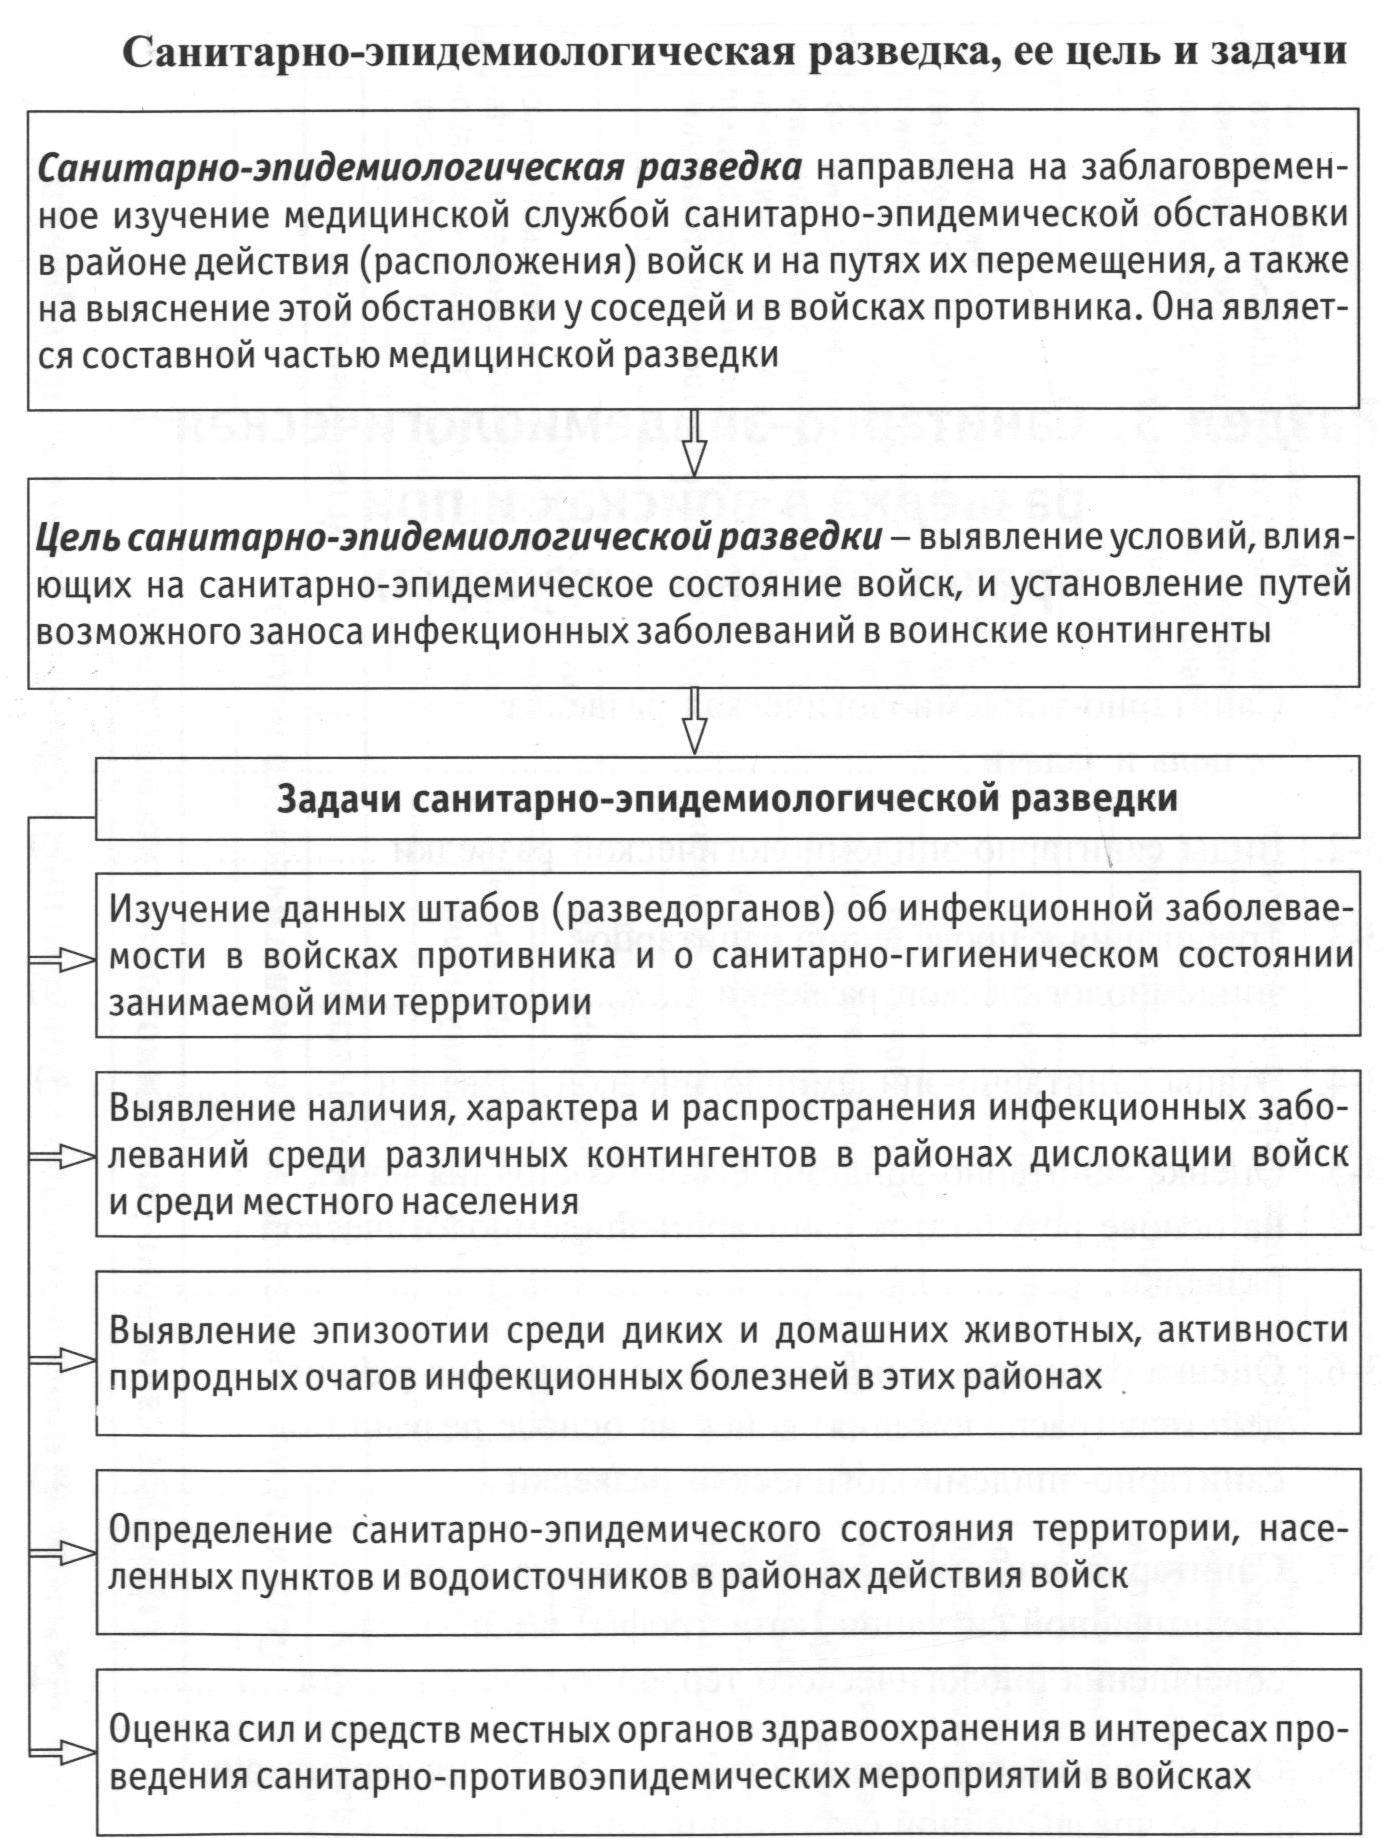 Санитарно-эпидемиологическая разведка, ее цель и задачи
Санитарно-эпидемиологическая разведка направлена на заблаговремен-
ное изучение медицинской службой санитарно-эпидемической обстановки
в районе действия (расположения) войск и на путях их перемещения, а также
на выяснение этой обстановки у соседей и в войсках противника. Она являет-
ся составной частью медицинской разведки
Цель санитарно-эпидемиологической разведки – выявление условий, влия-
ющих на санитарно-эпидемическое состояние войск, и установление путей
возможного заноса инфекционных заболеваний в воинские контингенты
Задачи санитарно-эпидемиологической разведки
Изучение данных штабов (разведорганов) об инфекционной заболевае-
мости в войсках противника и о санитарно-гигиеническом состоянии
занимаемой ими территории
Выявление наличия, характера и распространения инфекционных забо-
леваний среди различных контингентов в районах дислокации войск
и среди местного населения
Выявление эпизоотии среди диких и домашних животных, активности
природных очагов инфекционных болезней в этих районах
Определение санитарно-эпидемического состояния территории, насе-
ленных пунктов и водоисточников в районах действия войск
Оценка сил и средств местных органов здравоохранения в интересах про-
ведения санитарно-противоэпидемических мероприятий в войсках